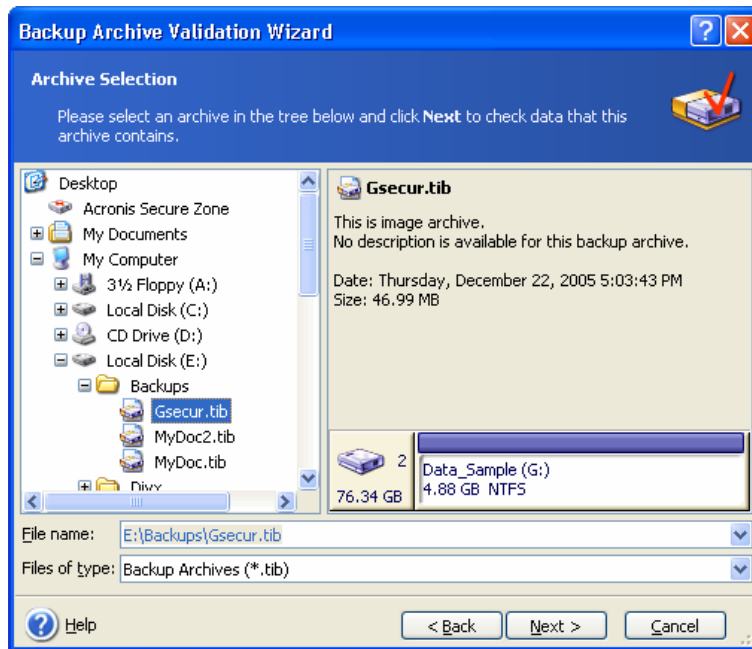 Backup Archive Validation Wizard
Archive Selection
Please select an archive in the tree below and click Next to check data that this
archive contains.
Desktop
Acronis Secure Zone
My Documents
My Computer
3½ Floppy (A:)
Local Disk (C:)
CD Drive (D:)
Local Disk (E:)
Backups
Gsecur.tib
MyDoc2.tib
MyDoc.tib
Divx
Gsecur.tib
This is image archive.
No description is available for this backup archive.
Date: Thursday, December 22, 2005 5:03:43 PM
Size: 46.99 MB
2
76.34 GB
Data_Sample (G:)
4.88 GB NTFS
File name: E:\Backups\Gsecur.tib
Files of type: Backup Archives (*.tib)
Help
< Back
Next >
Cancel